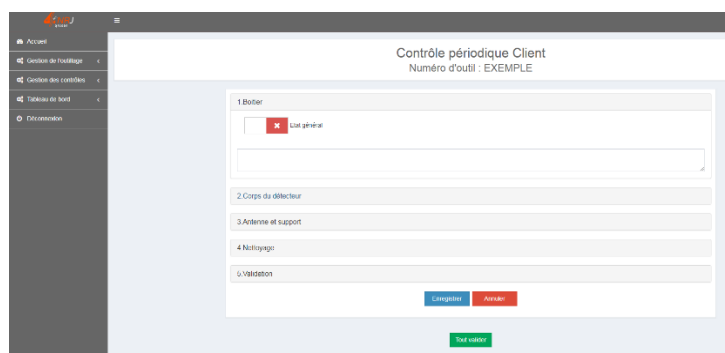 ≡
Accueil
Gestion de l'outillage
Gestion des contrôles
Tableau de bord
Déconnexion
Contrôle périodique Client
Numéro d'outil : EXEMPLE
1.Boitier
Etat général
2.Corps du détecteur
3.Antenne et support
4.Nettoyage
5.Validation
Enregistrer Annuler
Tout valider